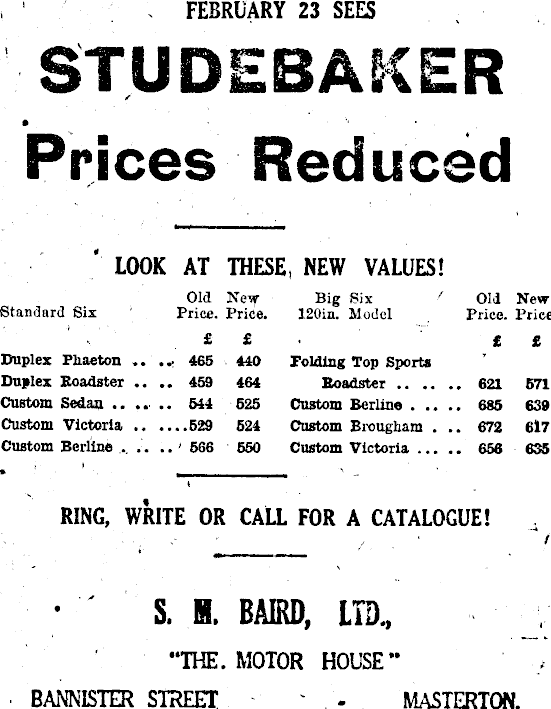 FEBRUARY 23 SEES
STUDEBAKER
Prices Reduced
LOOK AT THESE, NEW VALUES!
Standard Six Old Price. New Price.
£ £
Duplex Phaeton .. .. 465 440
Duplex Roadster .. .. 459 464
Custom Sedan .. .. .. 544 525
Custom Victoria .. ....529 524
Custom Berline . .. .. 566 550
Big Six 120in. Model Old Price. New Price
£ £
Folding Top Sports
Roadster .. .. .. 621 571
Custom Berline . .. .. 685 639
Custom Brougham . .. 672 617
Custom Victoria ... .. 656 635
RING, WRITE OR CALL FOR A CATALOGUE!
S. M. BAIRD, LTD.,
"THE. MOTOR HOUSE"
BANNISTER STREET - MASTERTON.